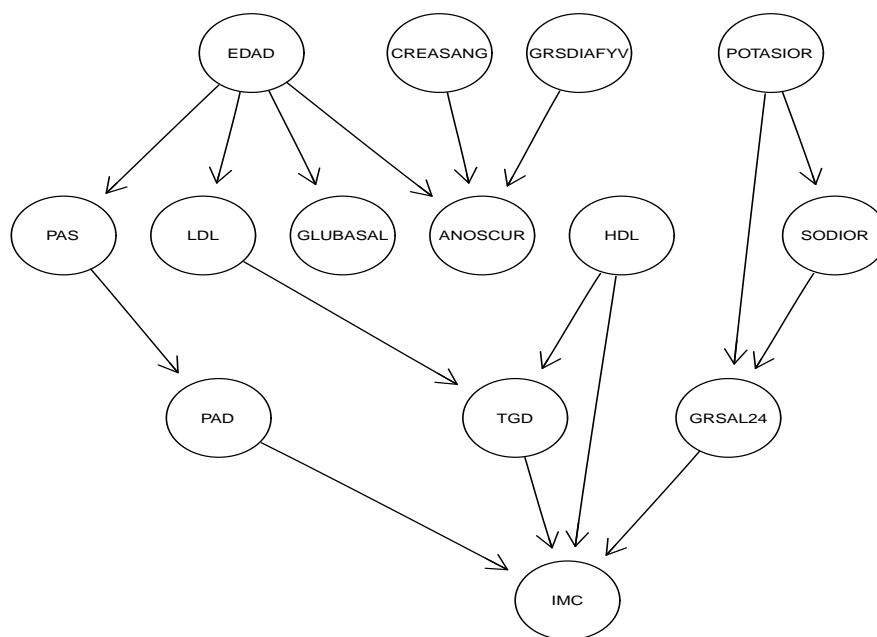 EDAD
CREASANG
GRSDIAFYV
POTASIOR
PAS
LDL
GLUBASAL
ANOSCUR
HDL
SODIOR
PAD
TGD
GRSAL24
IMC